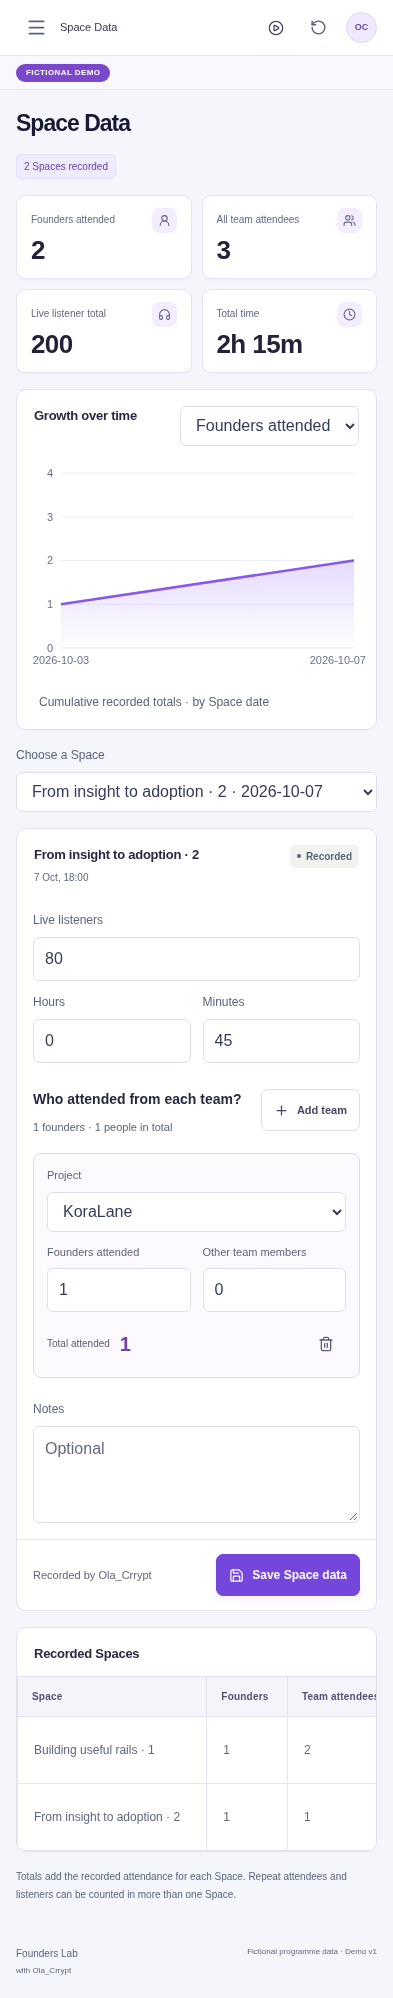 Space Data
OC
FICTIONAL DEMO
Space Data
2 Spaces recorded
Founders attended
2
All team attendees
3
Live listener total
200
Total time
2h 15m
Growth over time
Founders attended
4
3
2
1
0
2026-10-03
2026-10-07
Cumulative recorded totals · by Space date
Choose a Space
From insight to adoption · 2 · 2026-10-07
From insight to adoption · 2
Recorded
7 Oct, 18:00
Live listeners
80
Hours
Minutes
0
45
Who attended from each team?
Add team
1 founders · 1 people in total
Project
KoraLane
Founders attended
Other team members
1
0
Total attended 1
Notes
Optional
Recorded by Ola_Crrypt
Save Space data
Recorded Spaces
Space Founders Team attendees
Building useful rails · 1 1 2
From insight to adoption · 2 1 1
Totals add the recorded attendance for each Space. Repeat attendees and
listeners can be counted in more than one Space.
Founders Lab
with Ola_Crrypt
Fictional programme data · Demo v1